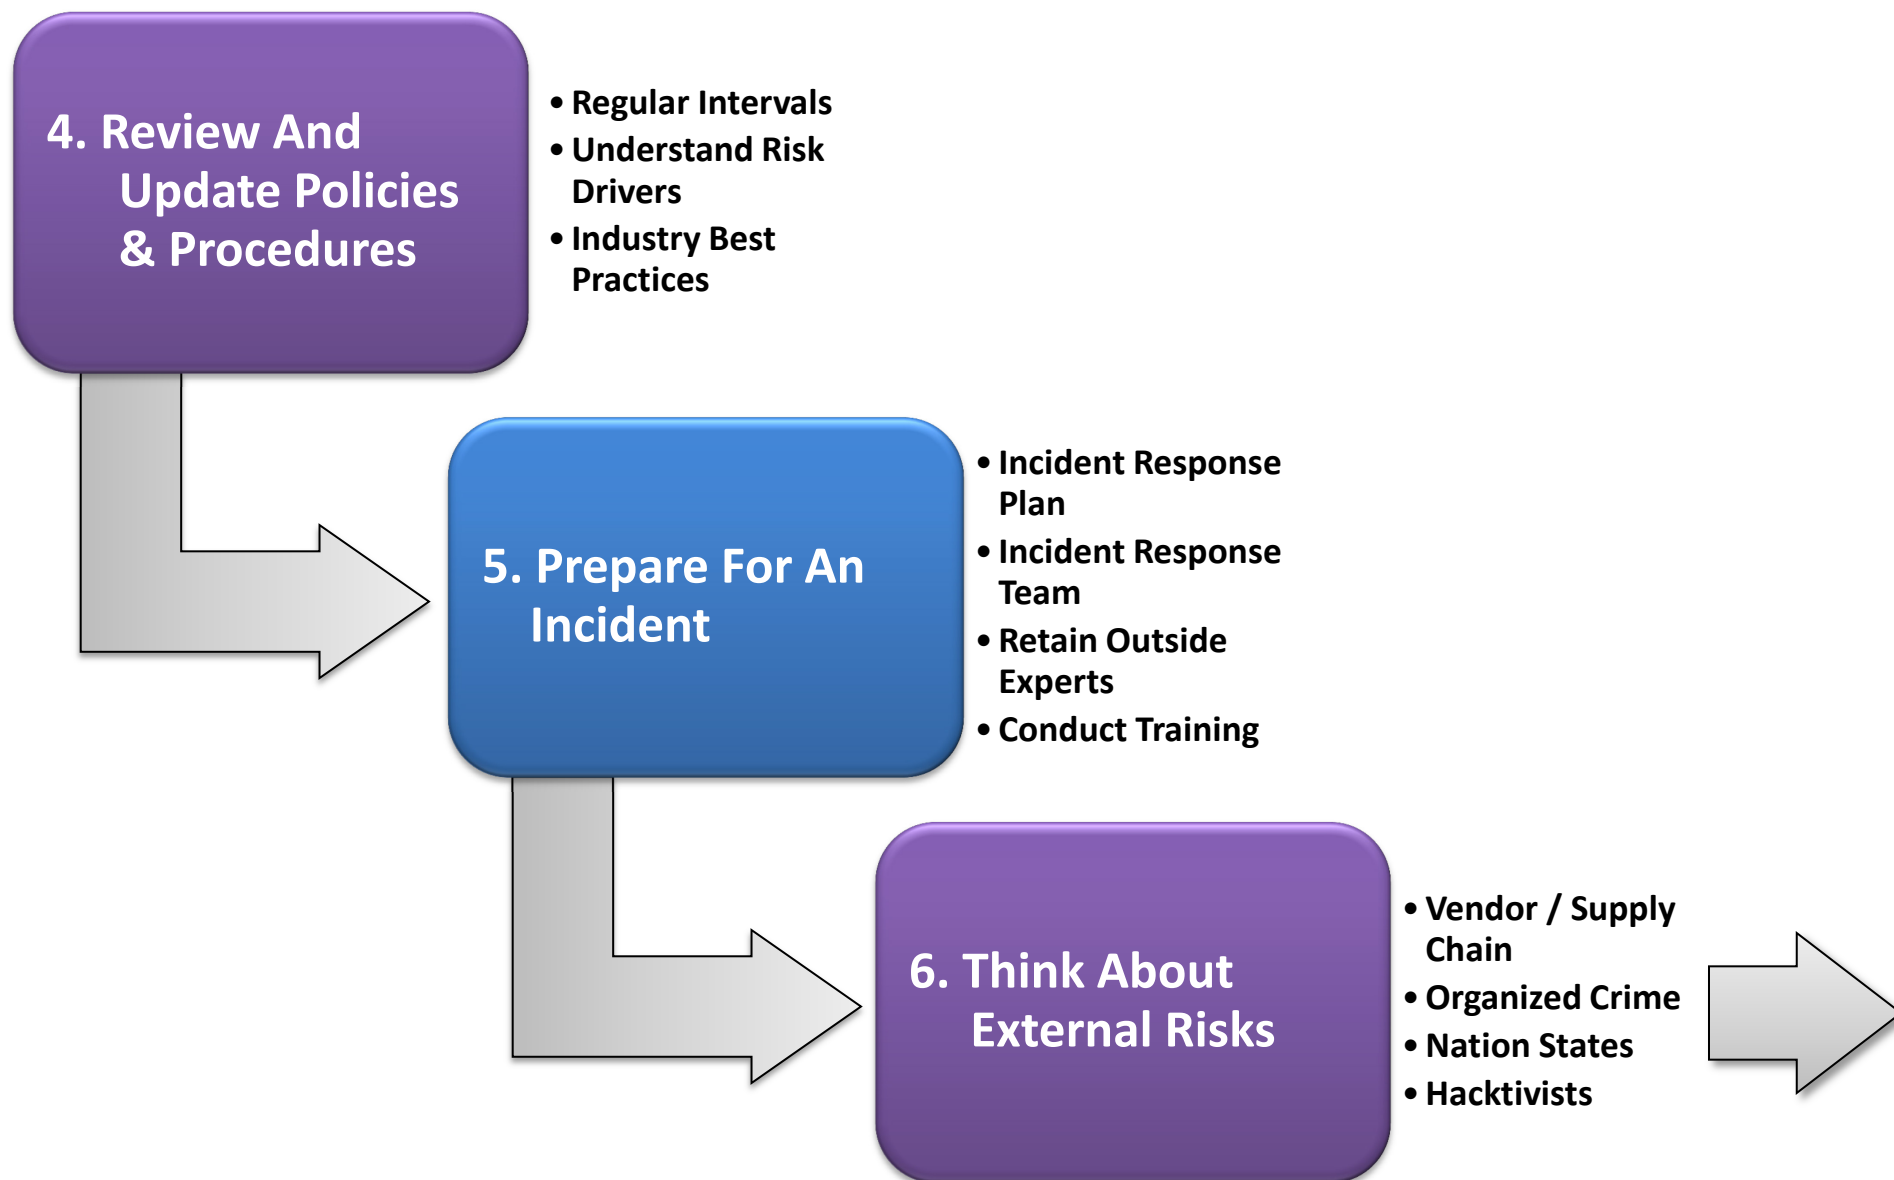 4. Review And
Update Policies
& Procedures
• Regular Intervals
• Understand Risk
Drivers
• Industry Best
Practices
5. Prepare For An
Incident
• Incident Response
Plan
• Incident Response
Team
• Retain Outside
Experts
• Conduct Training
6. Think About
External Risks
• Vendor / Supply
Chain
• Organized Crime
• Nation States
• Hacktivists